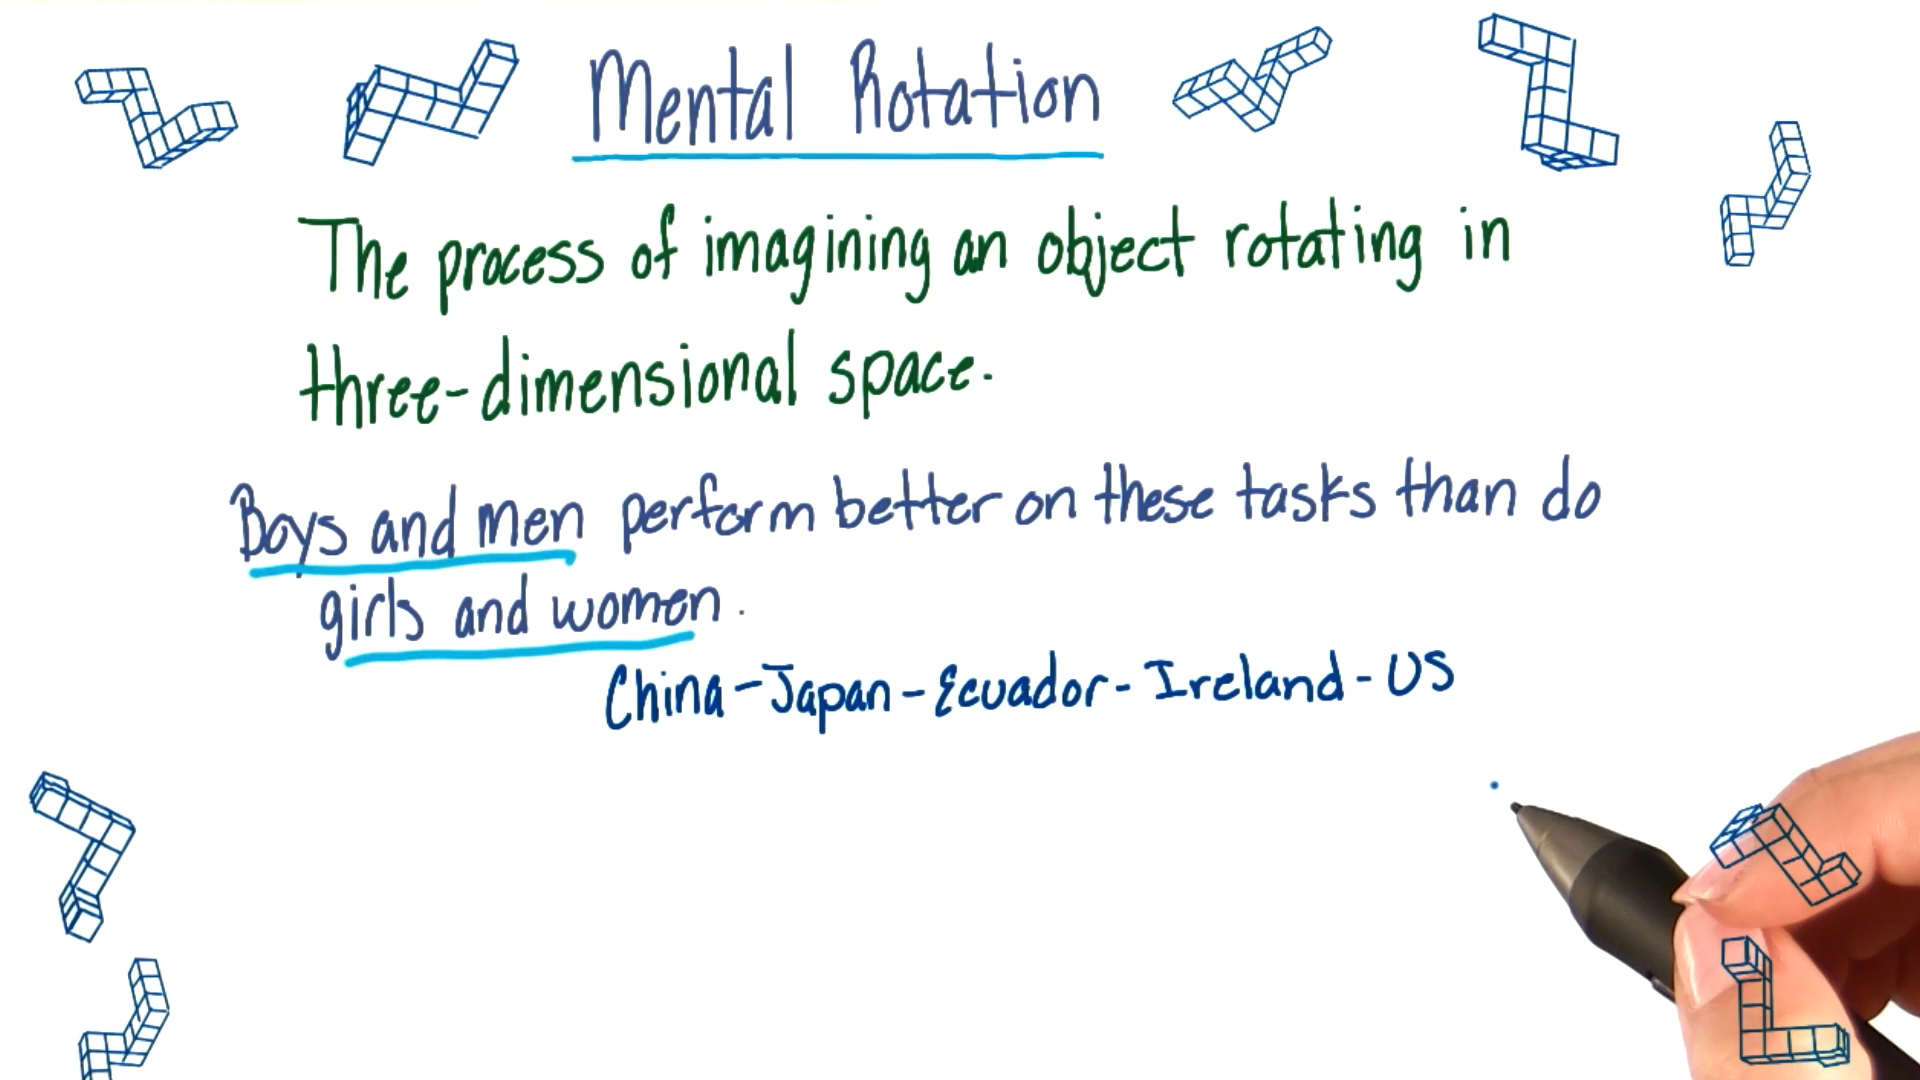 Mental Rotation
The process of imagining an object rotating in
three-dimensional space.
Boys and men perform better on these tasks than do
girls and women.
China-Japan-Ecuador-Ireland-US